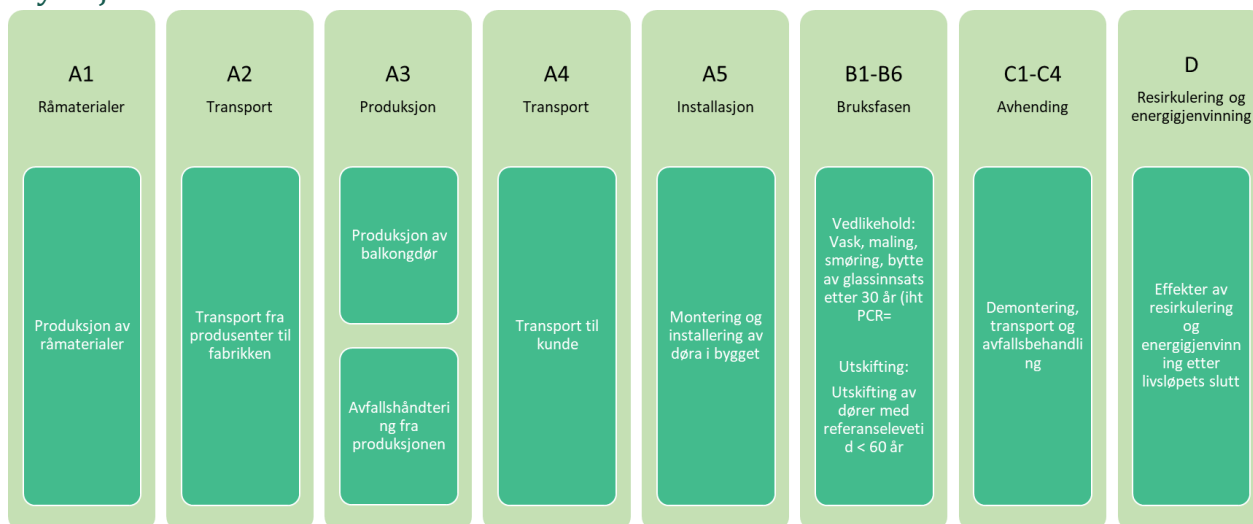 A1
Råmaterialer
Produksjon av
råmaterialer
A2
Transport
Transport fra
produsenter til
fabrikken
A3
Produksjon
Produksjon av
balkongdør
Avfallshåndteri
ng fra
produksjonen
A4
Transport
Transport til
kunde
A5
Installasjon
Montering og
installering av
døra i bygget
B1-B6
Bruksfasen
Vedlikehold:
Vask, maling,
smøring, bytte
av glassinnsats
etter 30 år (iht
PCR=
Utskifting:
Utskifting av
dører med
referanseleveti
d < 60 år
C1-C4
Avhending
Demontering,
transport og
avfallsbehandli
ng
D
Resirkulering og
energigjenvinning
Effekter av
resirkulering
og
energigjenvinn
ing etter
livsløpets slutt